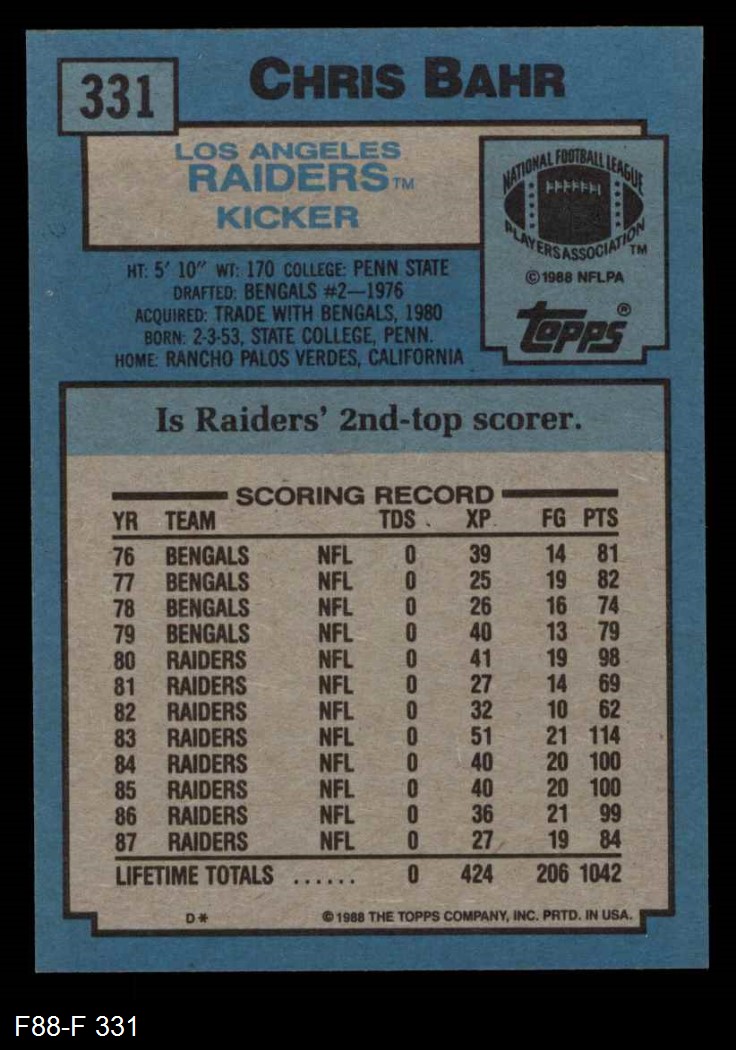 331
CHRIS BAHR
LOS ANGELES
RAIDERS™
KICKER
NATIONAL FOOTBALL LEAGUE
PLAYERS ASSOCIATION™
©1988 NFLPA
topps®
HT: 5' 10" WT: 170 COLLEGE: PENN STATE
DRAFTED: BENGALS #2—1976
ACQUIRED: TRADE WITH BENGALS, 1980
BORN: 2-3-53, STATE COLLEGE, PENN.
HOME: RANCHO PALOS VERDES, CALIFORNIA
Is Raiders' 2nd-top scorer.
SCORING RECORD
YR TEAM TDS XP FG PTS
76 BENGALS NFL 0 39 14 81
77 BENGALS NFL 0 25 19 82
78 BENGALS NFL 0 26 16 74
79 BENGALS NFL 0 40 13 79
80 RAIDERS NFL 0 41 19 98
81 RAIDERS NFL 0 27 14 69
82 RAIDERS NFL 0 32 10 62
83 RAIDERS NFL 0 51 21 114
84 RAIDERS NFL 0 40 20 100
85 RAIDERS NFL 0 40 20 100
86 RAIDERS NFL 0 36 21 99
87 RAIDERS NFL 0 27 19 84
LIFETIME TOTALS ...... 0 424 206 1042
D* ©1988 THE TOPPS COMPANY, INC. PRTD. IN USA.
F88-F 331